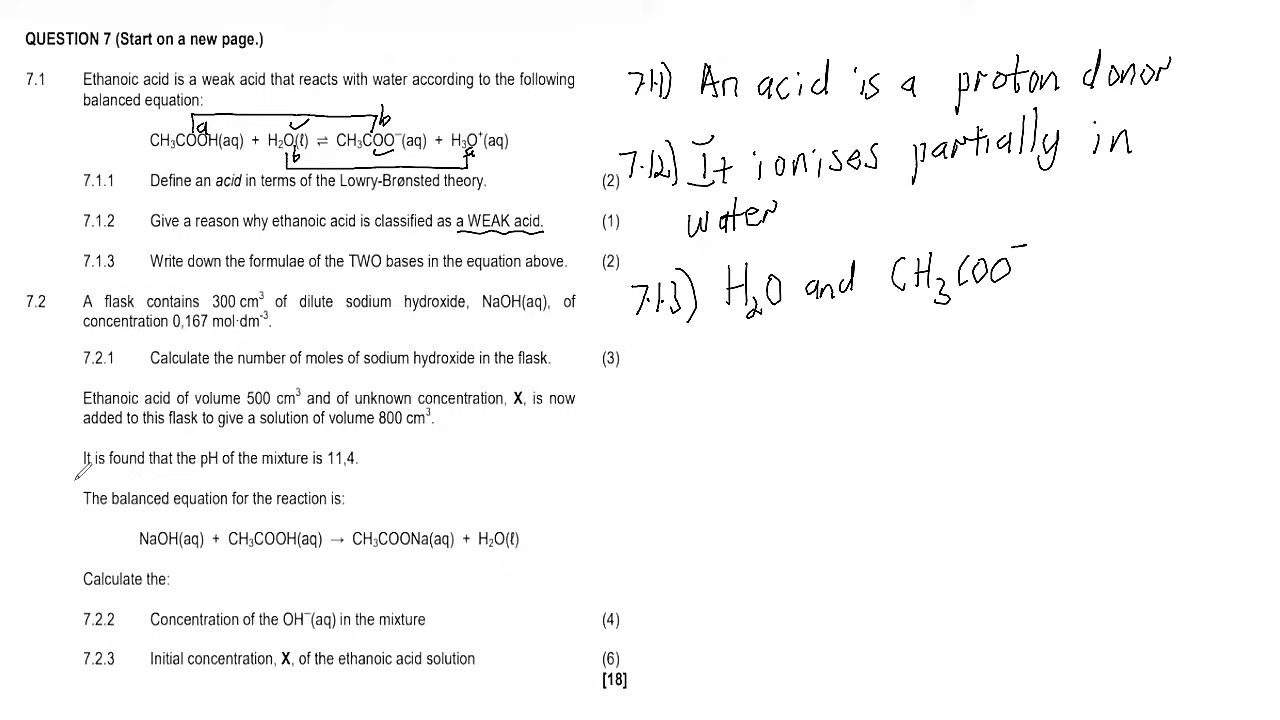 QUESTION 7 (Start on a new page.)
7.1 Ethanoic acid is a weak acid that reacts with water according to the following
balanced equation:
a b
CH₃COOH(aq) + H₂O(ℓ) ⇌ CH₃COO⁻(aq) + H₃O⁺(aq)
b a
7.1.1 Define an acid in terms of the Lowry-Brønsted theory. (2)
7.1.2 Give a reason why ethanoic acid is classified as a WEAK acid. (1)
7.1.3 Write down the formulae of the TWO bases in the equation above. (2)
7.2 A flask contains 300 cm³ of dilute sodium hydroxide, NaOH(aq), of
concentration 0,167 mol·dm⁻³.
7.2.1 Calculate the number of moles of sodium hydroxide in the flask. (3)
Ethanoic acid of volume 500 cm³ and of unknown concentration, X, is now
added to this flask to give a solution of volume 800 cm³.
It is found that the pH of the mixture is 11,4.
The balanced equation for the reaction is:
NaOH(aq) + CH₃COOH(aq) → CH₃COONa(aq) + H₂O(ℓ)
Calculate the:
7.2.2 Concentration of the OH⁻(aq) in the mixture (4)
7.2.3 Initial concentration, X, of the ethanoic acid solution (6)
[18]
7.1.1) An acid is a proton donor
7.1.2) It ionises partially in
water
7.1.3) H₂O and CH₃COO⁻